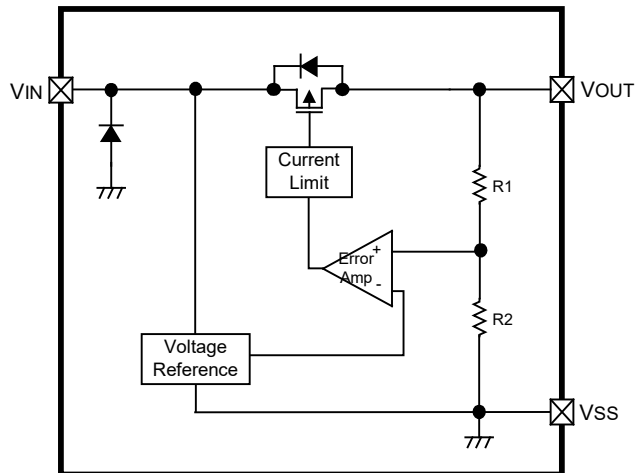 VIN
VOUT
Current
Limit
R1
Error
Amp
+
-
R2
Voltage
Reference
VSS